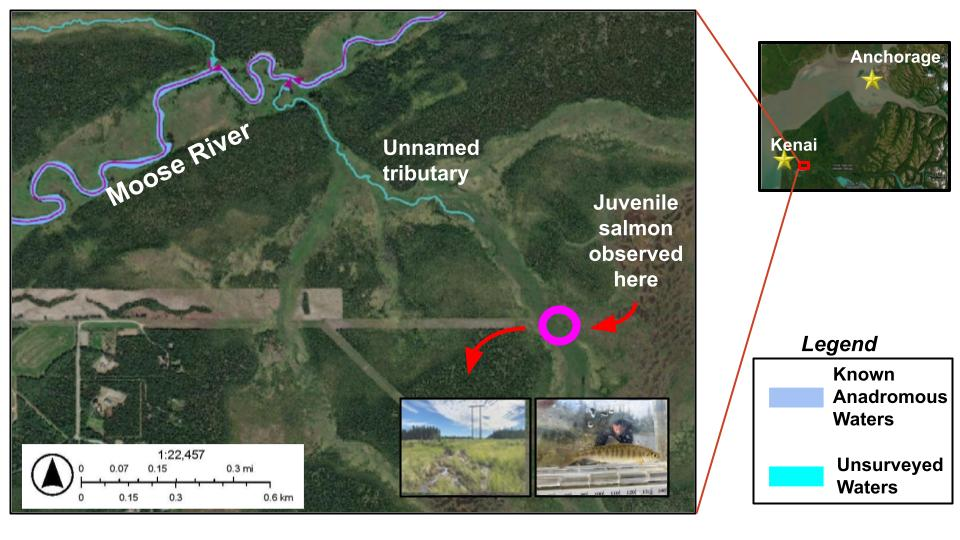 Moose River
Unnamed
tributary
Juvenile
salmon
observed
here
1:22,457
0 0.07 0.15 0.3 mi
0 0.15 0.3 0.6 km
Anchorage
Kenai
Legend
Known
Anadromous
Waters
Unsurveyed
Waters